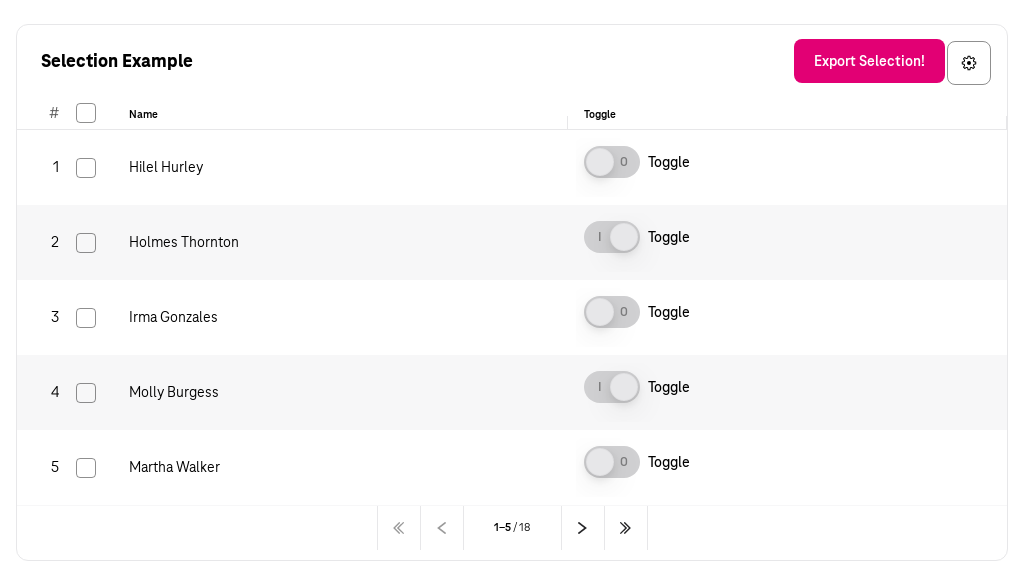 Selection Example
Export Selection!
# Name Toggle
1 Hilel Hurley 0 Toggle
2 Holmes Thornton I Toggle
3 Irma Gonzales 0 Toggle
4 Molly Burgess I Toggle
5 Martha Walker 0 Toggle
1–5 / 18